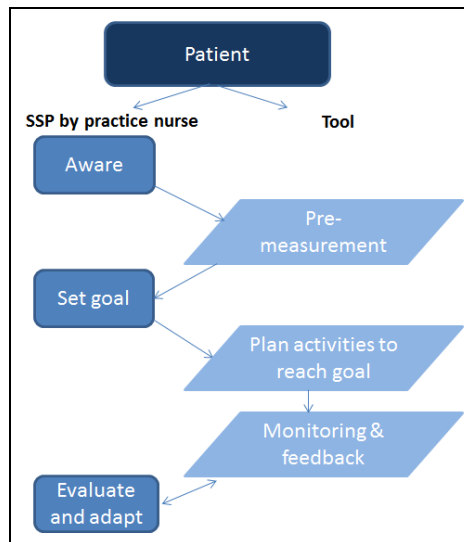 Patient
SSP by practice nurse
Tool
Aware
Pre-
measurement
Set goal
Plan activities to
reach goal
Monitoring &
feedback
Evaluate
and adapt